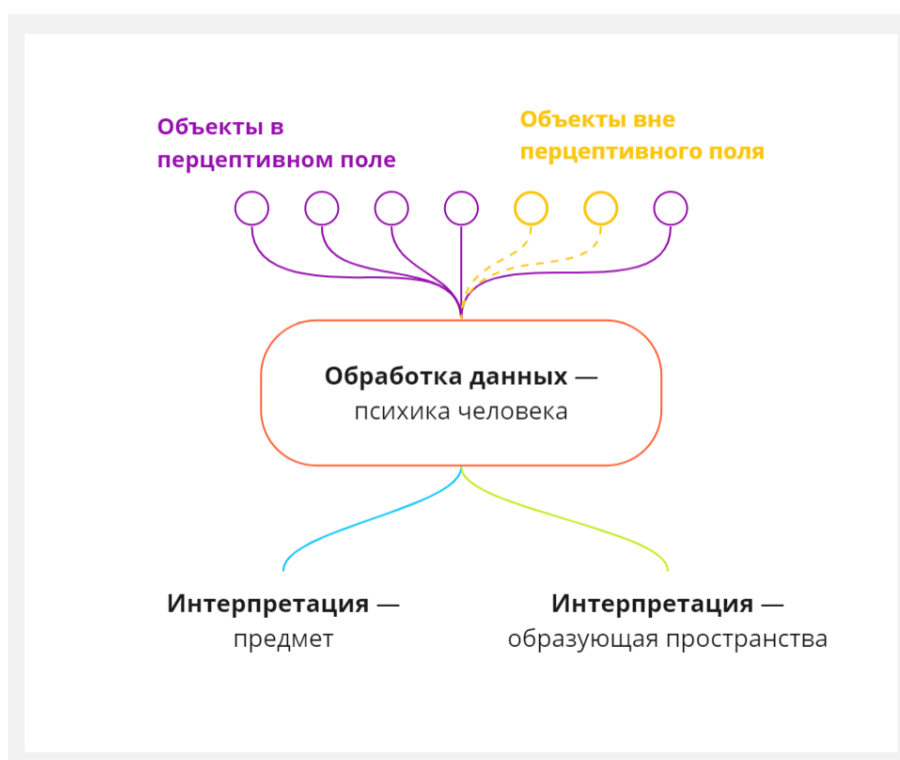 Объекты в
перцептивном поле
Объекты вне
перцептивного поля
Обработка данных —
психика человека
Интерпретация —
предмет
Интерпретация —
образующая пространства